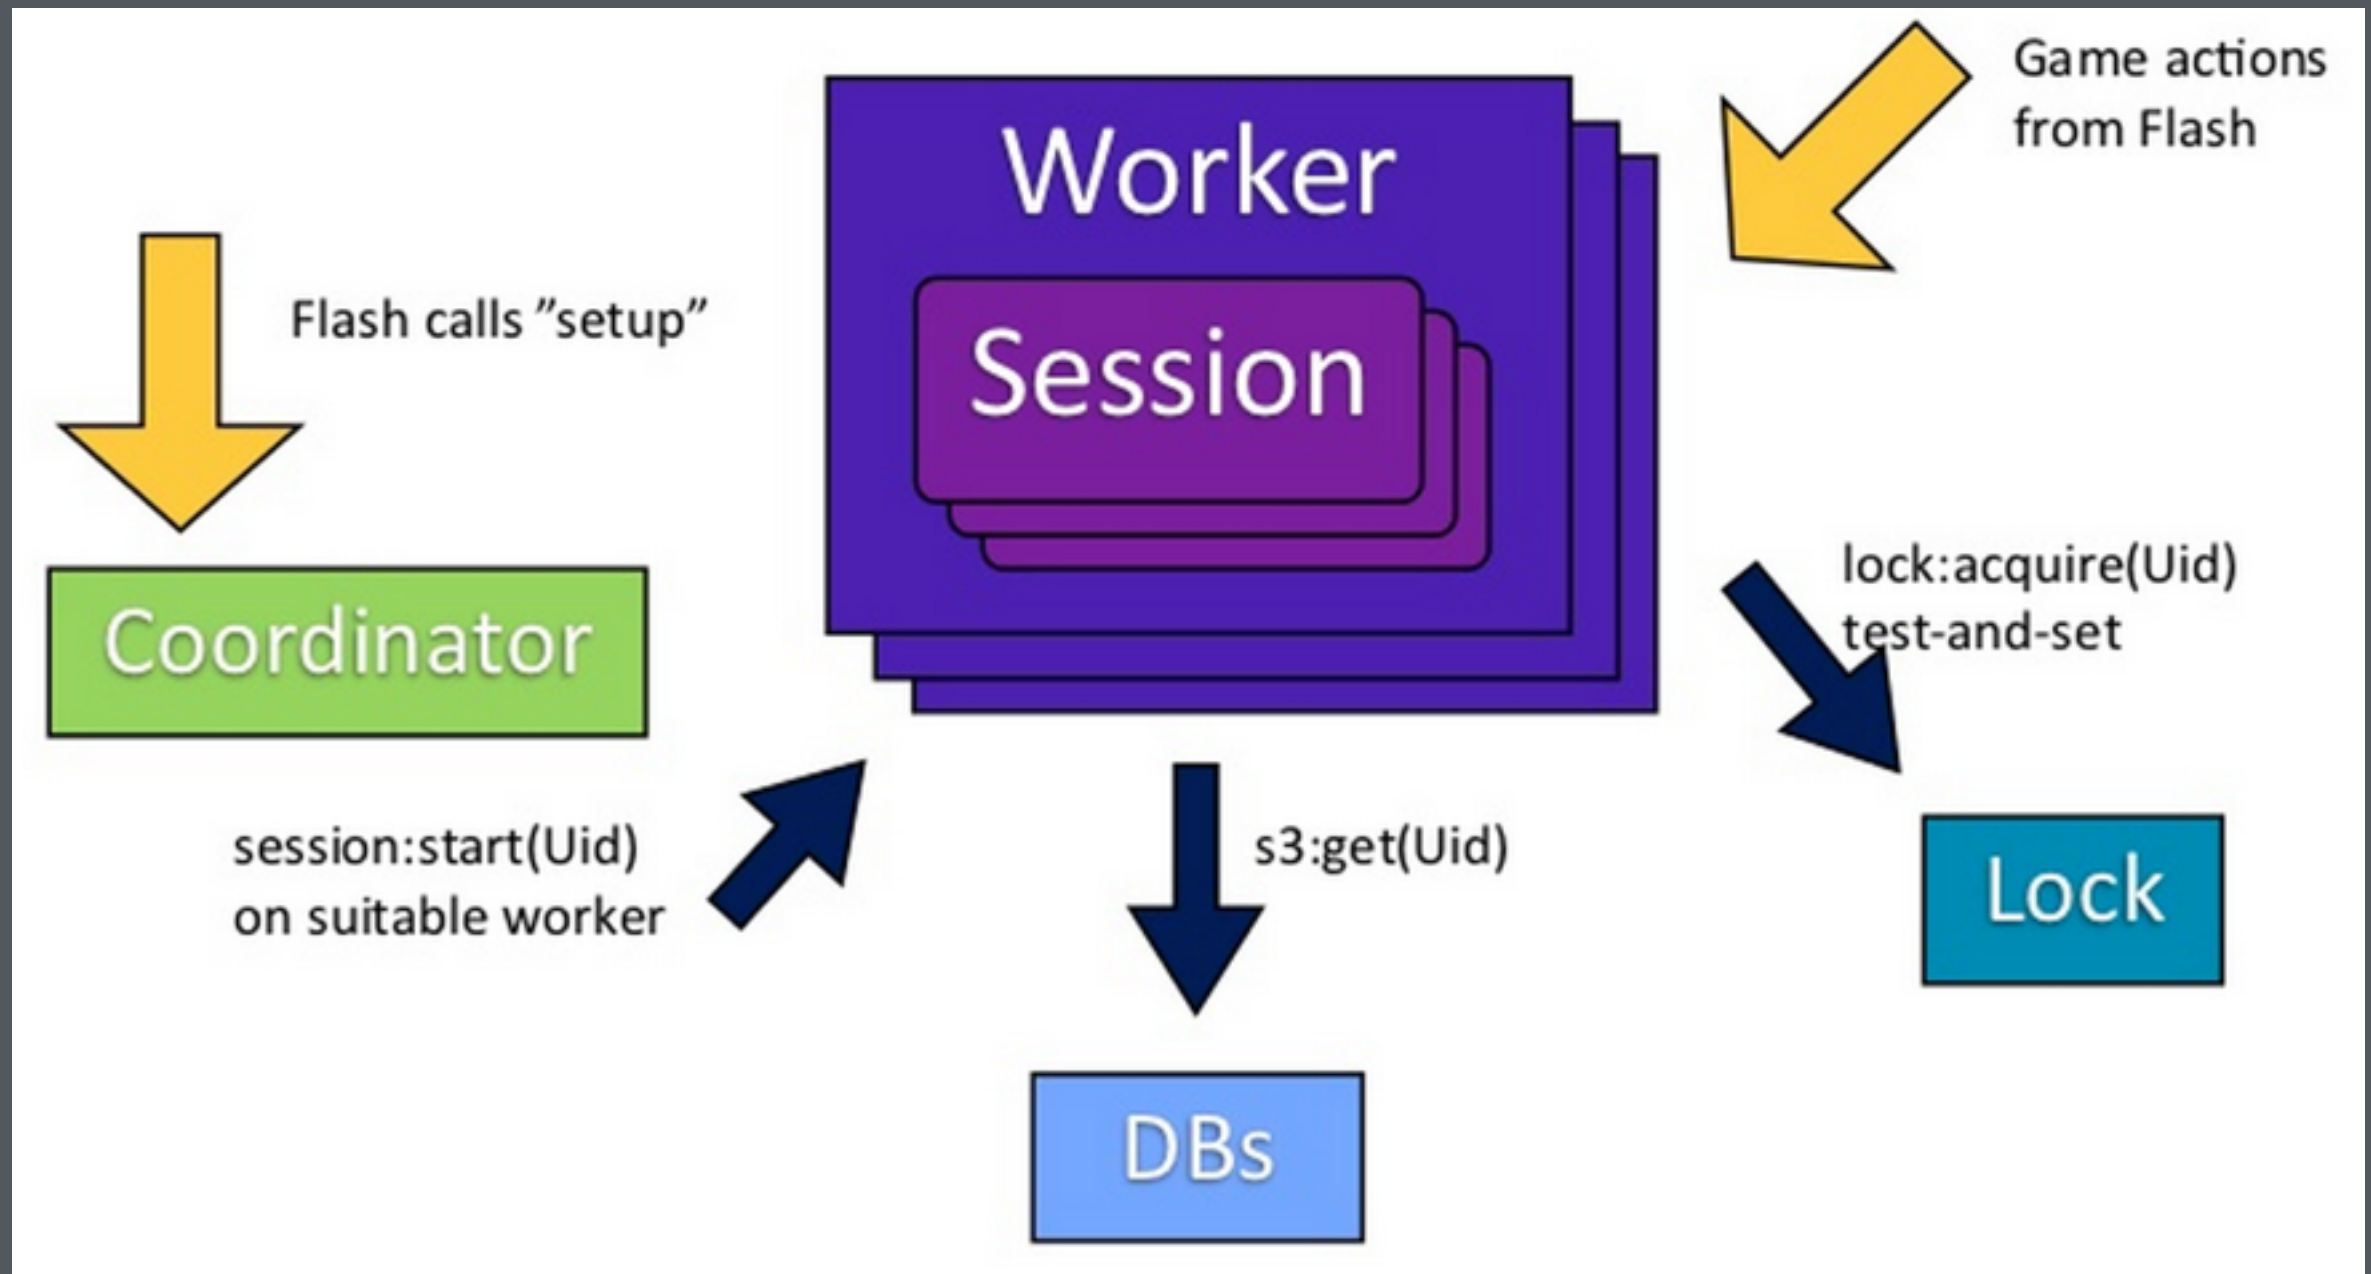 Game actions
from Flash
Worker
Flash calls ”setup”
Session
Coordinator
lock:acquire(Uid)
test-and-set
session:start(Uid)
on suitable worker
s3:get(Uid)
Lock
DBs